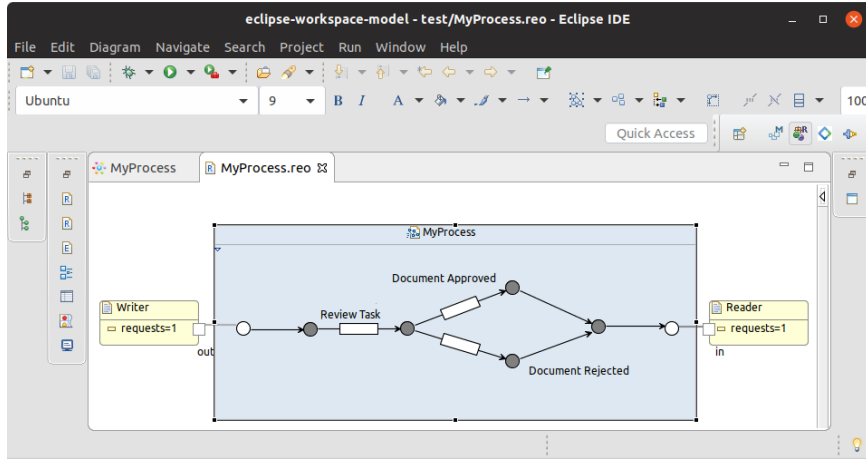 eclipse-workspace-model - test/MyProcess.reo - Eclipse IDE
File Edit Diagram Navigate Search Project Run Window Help
Ubuntu 9 B I A 100
Quick Access M R
MyProcess R MyProcess.reo
R
R
E
MyProcess
Document Approved
Writer Review Task Reader
requests=1 requests=1
out in
Document Rejected